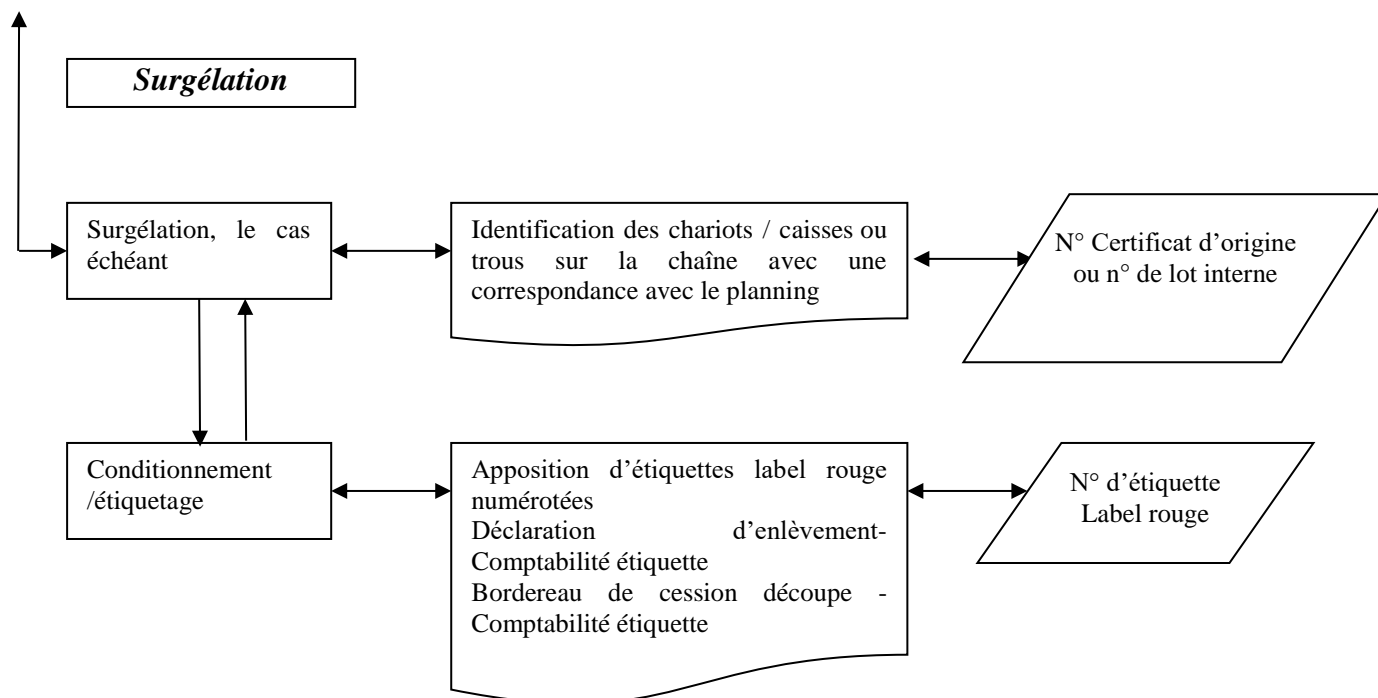 Surgélation
Surgélation, le cas
échéant
Identification des chariots / caisses ou
trous sur la chaîne avec une
correspondance avec le planning
N° Certificat d’origine
ou n° de lot interne
Conditionnement
/étiquetage
Apposition d’étiquettes label rouge
numérotées
Déclaration d’enlèvement-
Comptabilité étiquette
Bordereau de cession découpe -
Comptabilité étiquette
N° d’étiquette
Label rouge